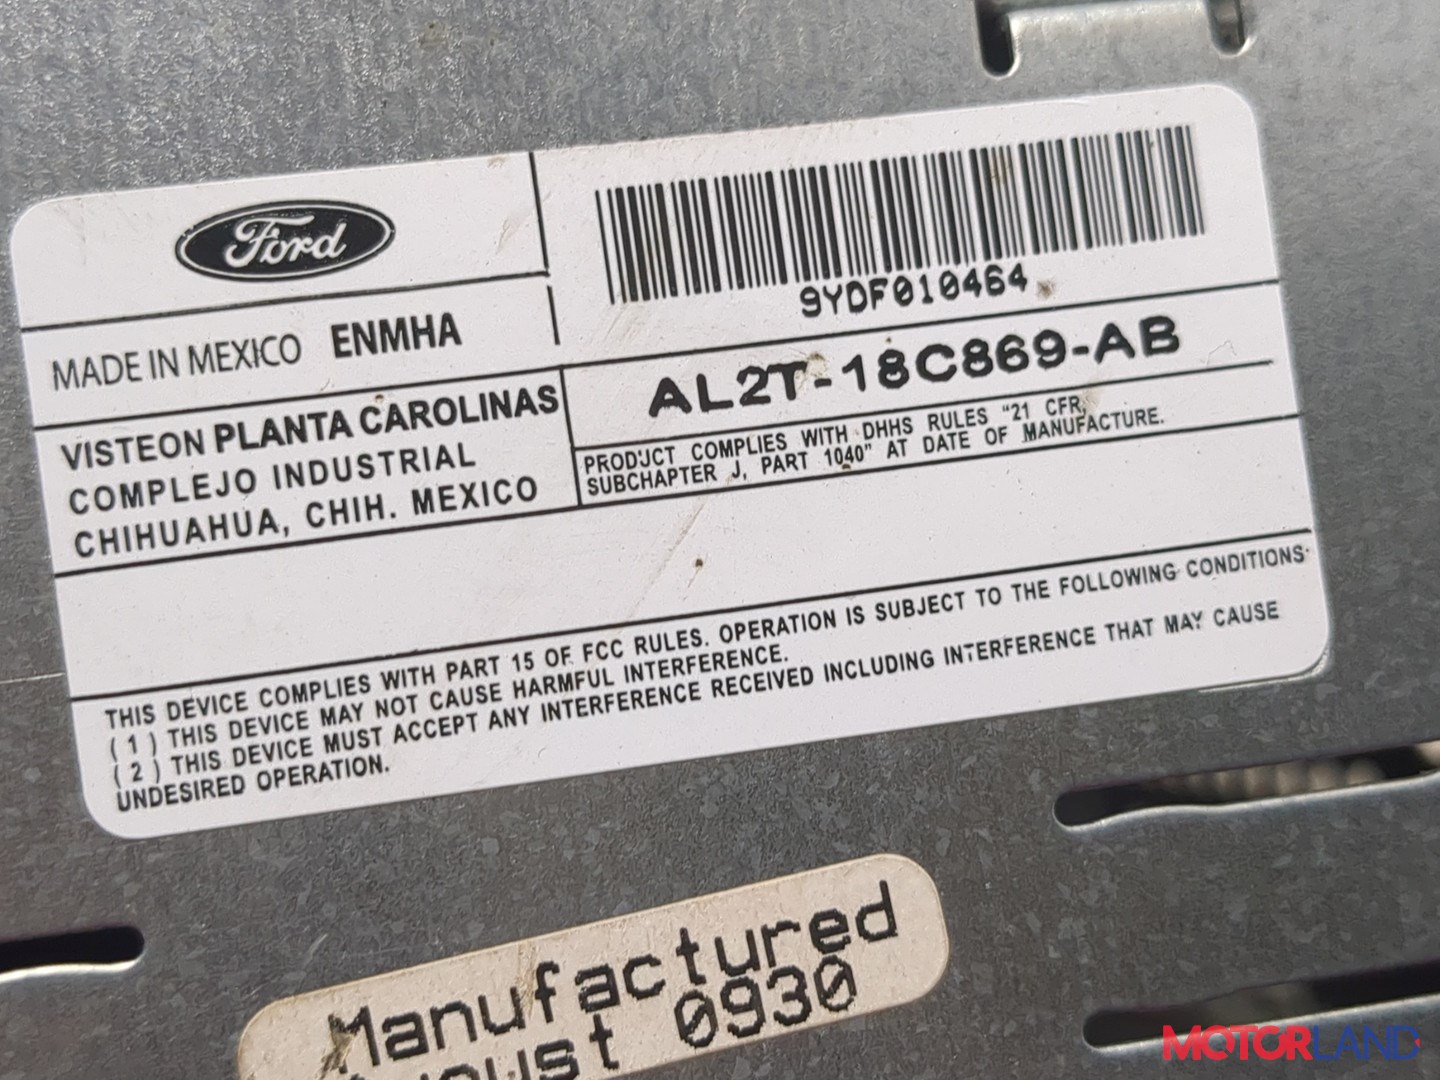 Ford
9YDF010464
MADE IN MEXICO ENMHA
AL2T-18C869-AB
VISTEON PLANTA CAROLINAS
COMPLEJO INDUSTRIAL
CHIHUAHUA, CHIH. MEXICO
PRODUCT COMPLIES WITH DHHS RULES "21 CFR,
SUBCHAPTER J, PART 1040" AT DATE OF MANUFACTURE.
THIS DEVICE COMPLIES WITH PART 15 OF FCC RULES. OPERATION IS SUBJECT TO THE FOLLOWING CONDITIONS:
( 1 ) THIS DEVICE MAY NOT CAUSE HARMFUL INTERFERENCE.
( 2 ) THIS DEVICE MUST ACCEPT ANY INTERFERENCE RECEIVED INCLUDING INTERFERENCE THAT MAY CAUSE
UNDESIRED OPERATION.
Manufactured
August 0930
MOTORLAND